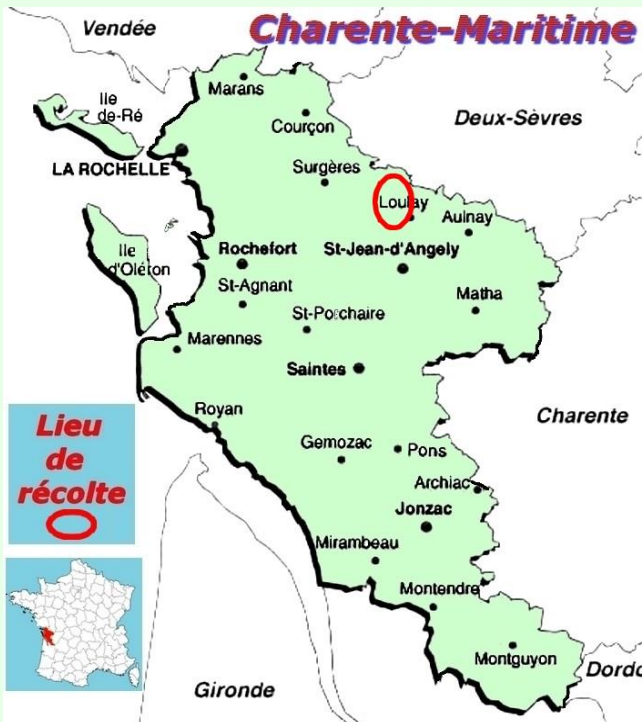 Charente-Maritime
Vendée
Marans
Ile
de-Ré
Courçon
Deux-Sèvres
LA ROCHELLE
Surgères
Loulay
Aulnay
Ile
d'Oléron
Rochefort
St-Jean-d'Angely
St-Agnant
Matha
St-Porchaire
Marennes
Saintes
Royan
Charente
Lieu
de
récolte
Gemozac
Pons
Archiac
Jonzac
Mirambeau
Montendre
Montguyon
Dordo
Gironde